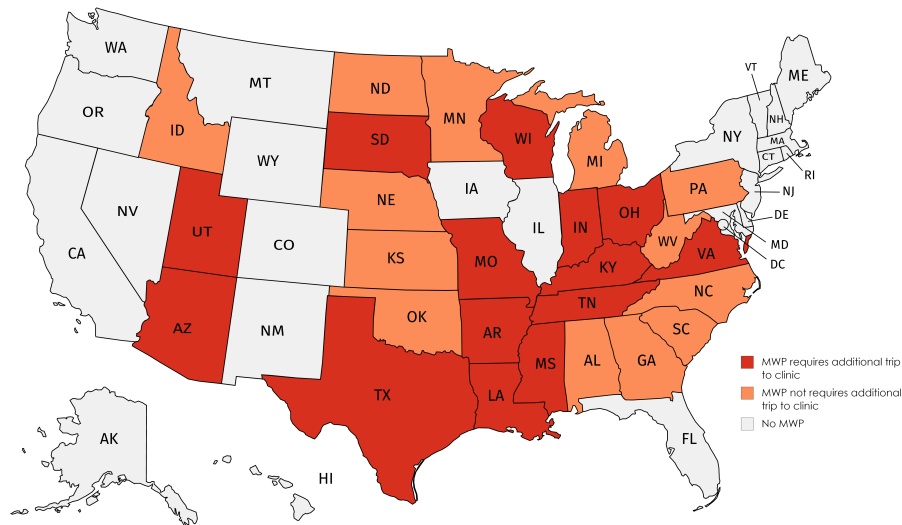 WA
MT
ND
MN
VT
ME
OR
ID
SD
WI
MI
NY
NH
MA
CT
RI
WY
NE
IA
PA
NJ
NV
UT
CO
IL
IN
OH
DE
CA
KS
MO
WV
VA
MD
KY
DC
AZ
NM
OK
AR
TN
NC
SC
MS
AL
GA
TX
LA
FL
AK
HI
MWP requires additional trip
to clinic
MWP not requires additional
trip to clinic
No MWP